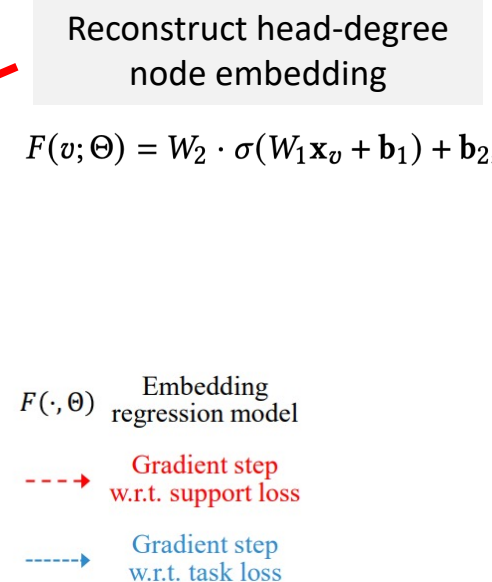 Reconstruct head-degree
node embedding
F(v; Θ) = W₂ · σ(W₁𝐱ᵥ + 𝐛₁) + 𝐛₂,
F(·, Θ) Embedding
regression model
Gradient step
w.r.t. support loss
Gradient step
w.r.t. task loss